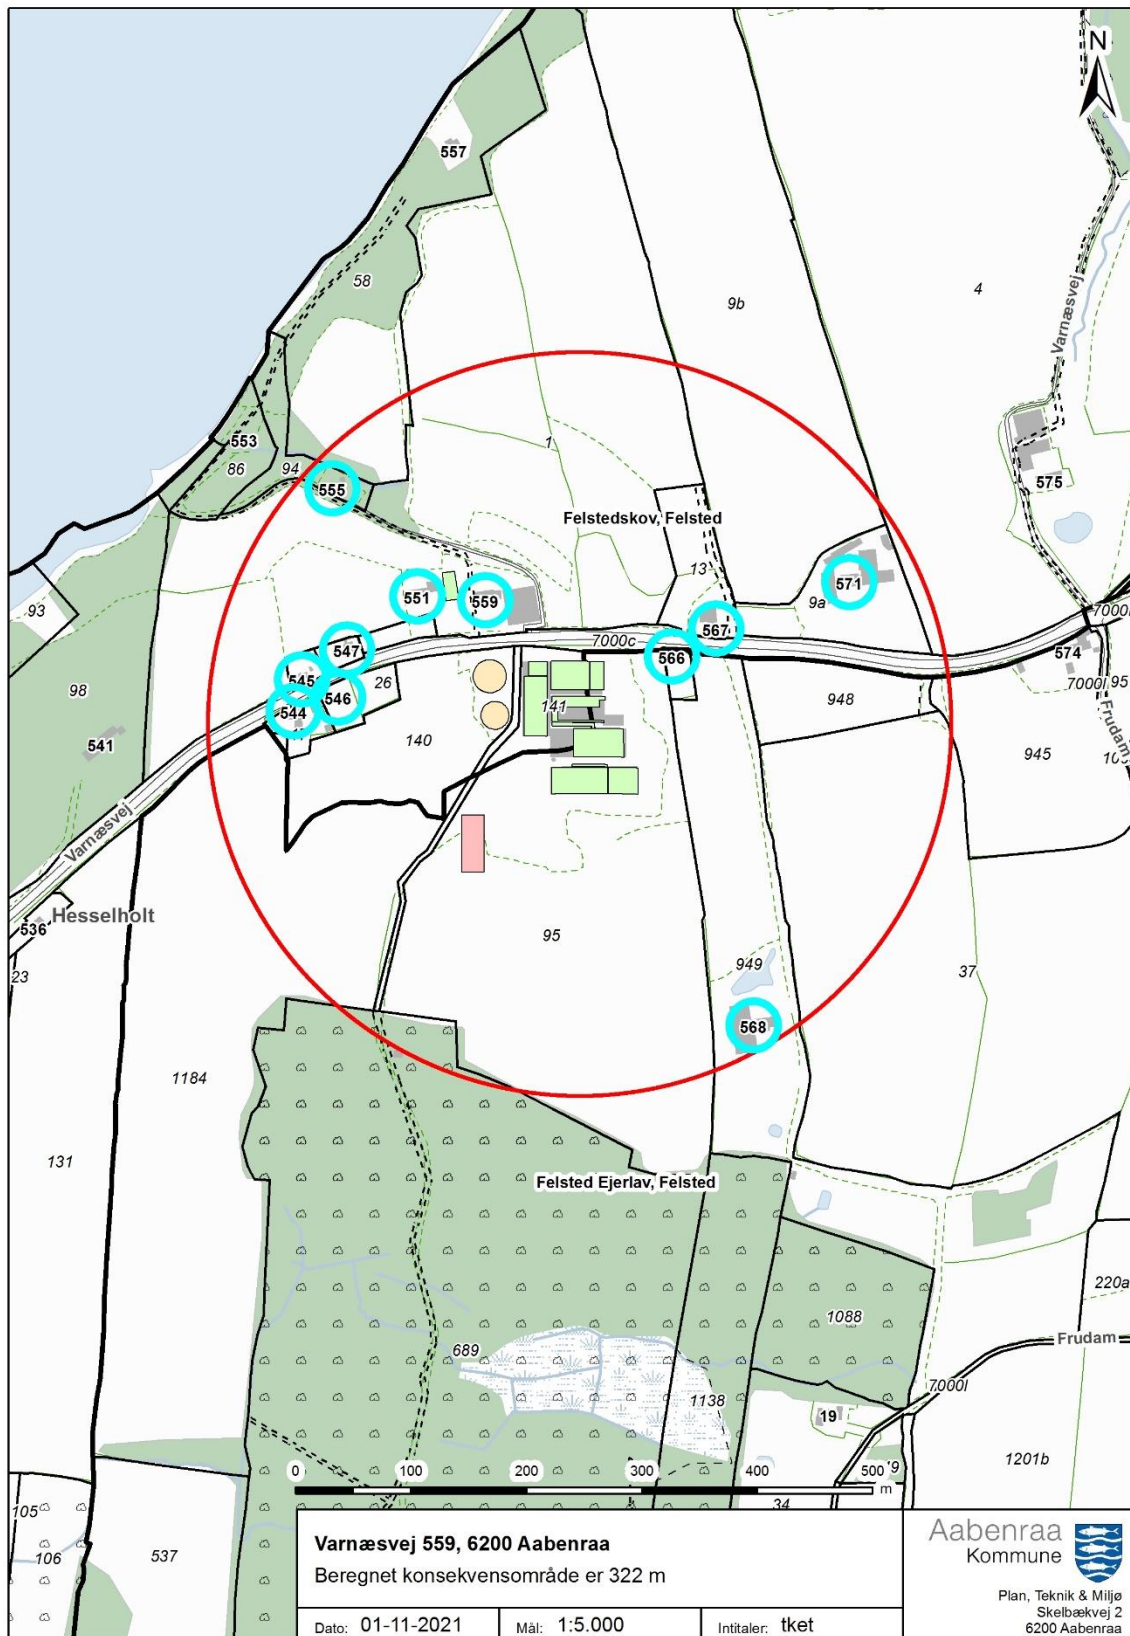 N
557
58
9b
4
Varnæsvej
553
86
94
555
1
575
Felstedskov, Felsted
13
571
9a
93
551
559
567
7000c
566
547
545
26
544
546
141
98
541
140
948
574
95
Frudam
945
Varnæsvej
Hesselholt
536
23
95
949
37
568
1184
131
Felsted Ejerlav, Felsted
220a
1088
Frudam
689
7000l
1138
19
1201b
34
105
106
537
0 100 200 300 400 500
m
Varnæsvej 559, 6200 Aabenraa
Beregnet konsekvensområde er 322 m
Dato: 01-11-2021 Mål: 1:5.000 Intitaler: tket
Aabenraa
Kommune
Plan, Teknik & Miljø
Skelbækvej 2
6200 Aabenraa